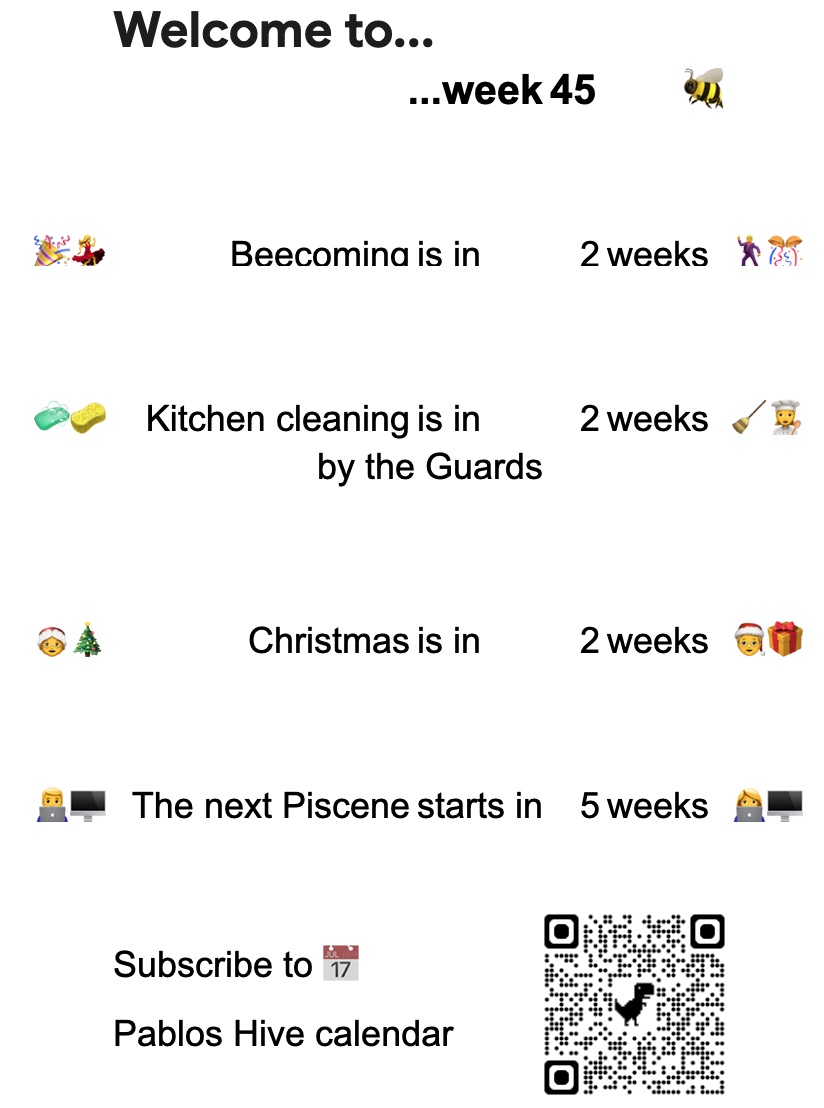 Welcome to...
...week 45 🐝
🎉💃 Beecoming is in 2 weeks 🕺🎊
🧼🧽 Kitchen cleaning is in 2 weeks 🧹🧑‍🍳
by the Guards
🤶🎄 Christmas is in 2 weeks 🧑‍🎄🎁
👨‍💻🖥️ The next Piscene starts in 5 weeks 👩‍💻🖥️
Subscribe to 📅
JUL
17
Pablos Hive calendar